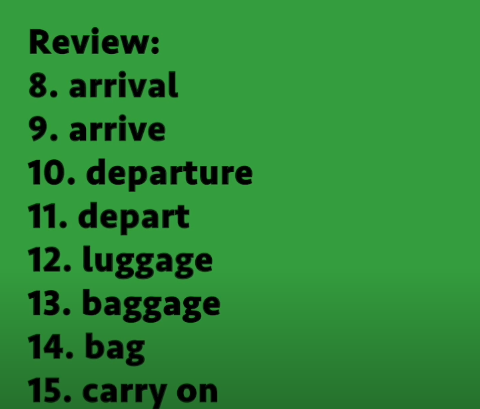 Review:
8. arrival
9. arrive
10. departure
11. depart
12. luggage
13. baggage
14. bag
15. carry on